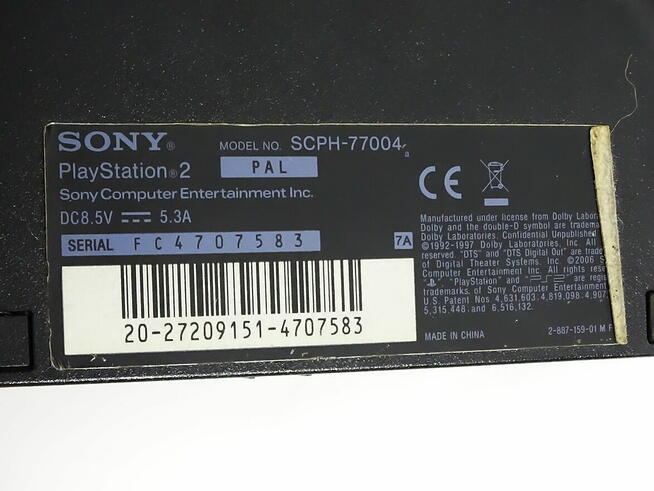 SONY®
MODEL NO. SCPH-77004 a
PlayStation®2
PAL
Sony Computer Entertainment Inc.
DC8.5V 5.3A
SERIAL FC4707583
7A
20-27209151-4707583
CE
Manufactured under license from Dolby
Dolby and the double-D symbol are
Dolby Laboratories. Confidential Unpublished
©1992-1997 Dolby Laboratories, Inc. All
reserved. "DTS" and "DTS Digital Out" are
of Digital Theater Systems, Inc. ©2006
Computer Entertainment Inc. All rights
"PlayStation" and "PS2" are
trademarks of Sony Computer Entertainment
U.S. Patent Nos. 4,631,603, 4,819,098, 4,907,
5,315,448 and 6,516,132.
MADE IN CHINA
2-887-159-01 M